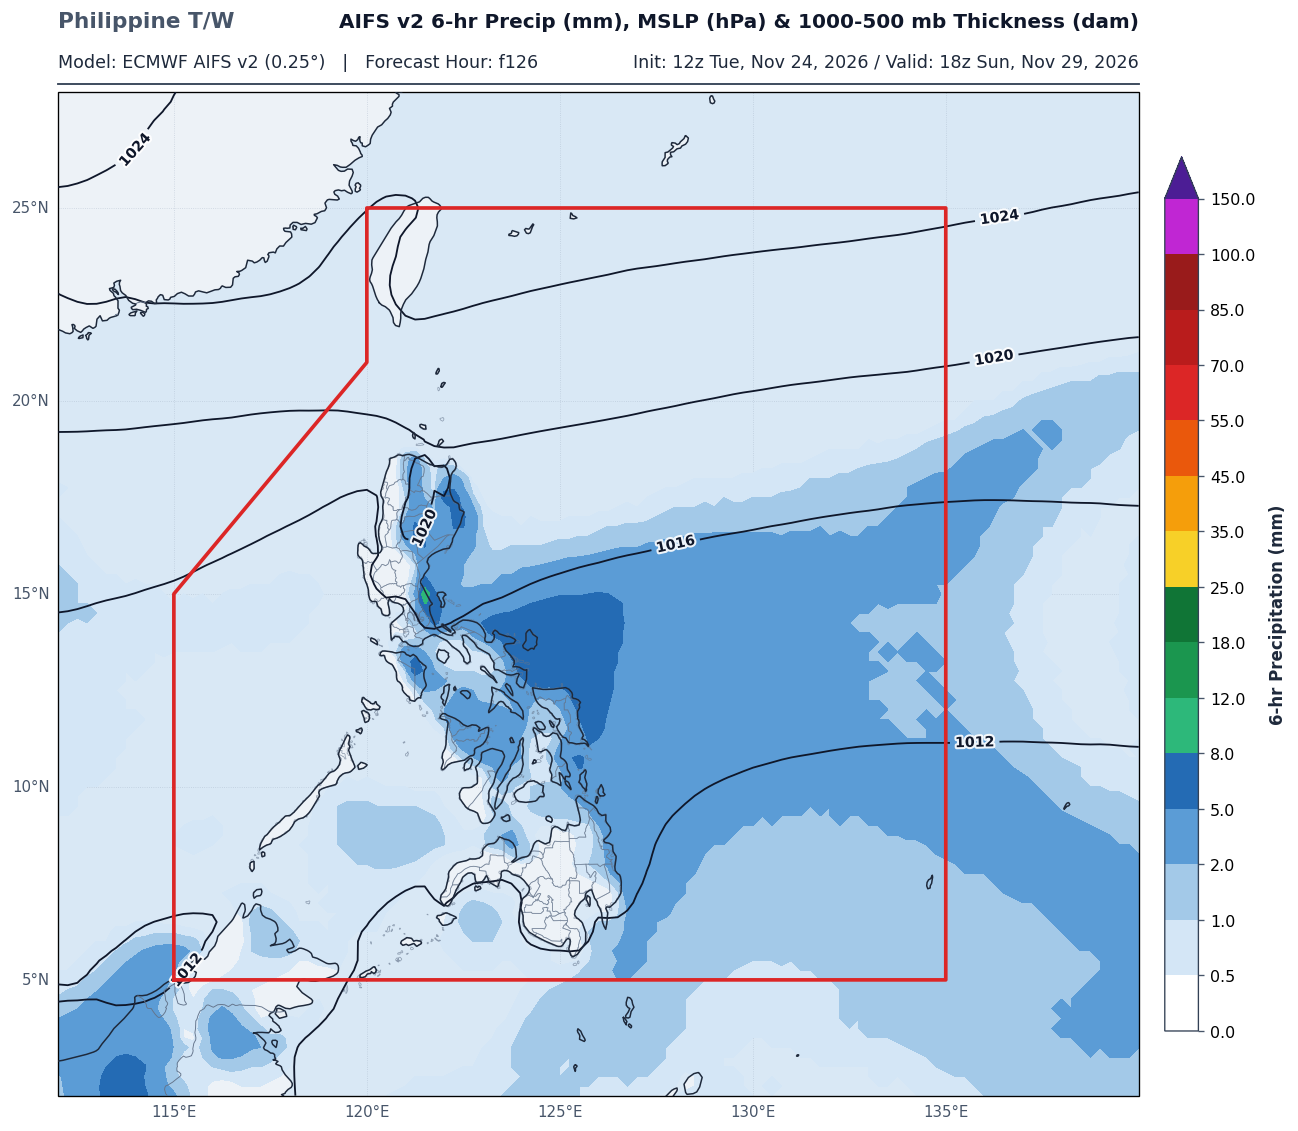 Philippine T/W
AIFS v2 6-hr Precip (mm), MSLP (hPa) & 1000-500 mb Thickness (dam)
Model: ECMWF AIFS v2 (0.25°)   |   Forecast Hour: f126
Init: 12z Tue, Nov 24, 2026 / Valid: 18z Sun, Nov 29, 2026
1024
25°N
1024
1020
20°N
1020
1016
15°N
1012
10°N
1012
5°N
115°E
120°E
125°E
130°E
135°E
150.0
100.0
85.0
70.0
55.0
45.0
35.0
25.0
18.0
12.0
8.0
5.0
2.0
1.0
0.5
0.0
6-hr Precipitation (mm)